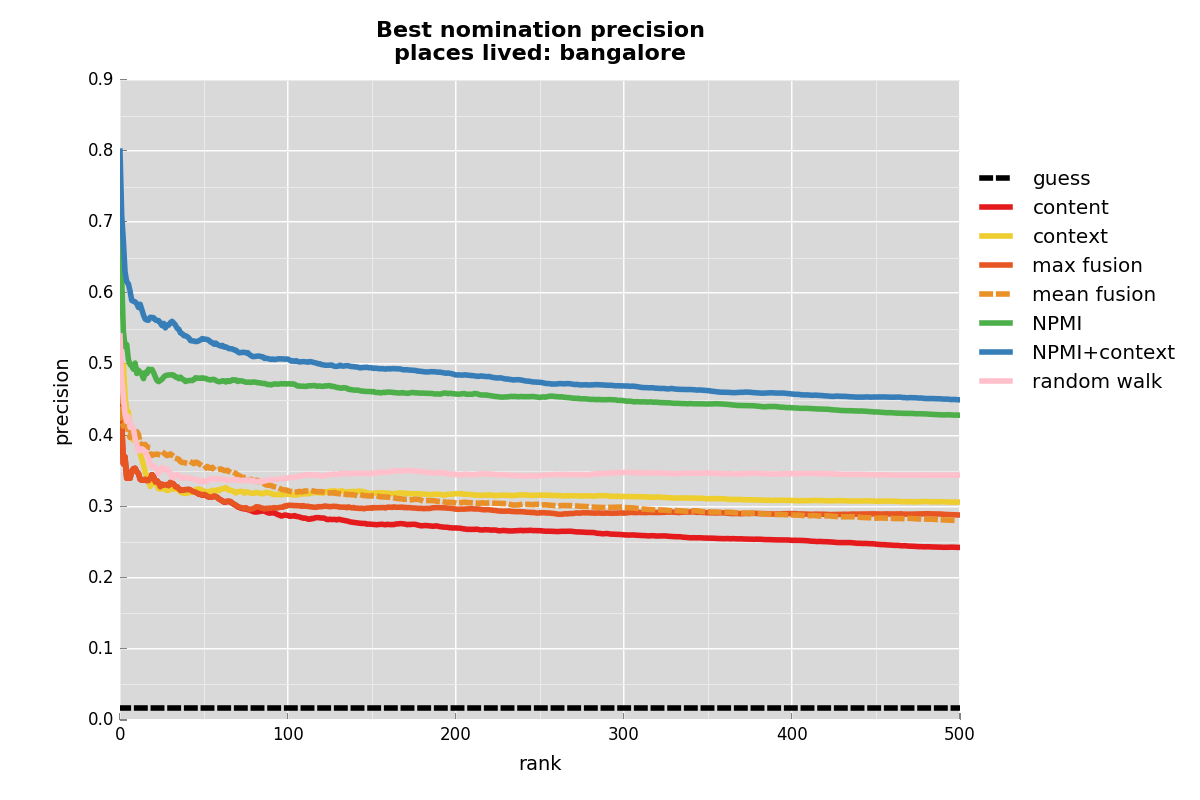 Best nomination precision
places lived: bangalore
precision
0.9
0.8
0.7
0.6
0.5
0.4
0.3
0.2
0.1
0.0
0
100
200
300
400
500
rank
guess
content
context
max fusion
mean fusion
NPMI
NPMI+context
random walk